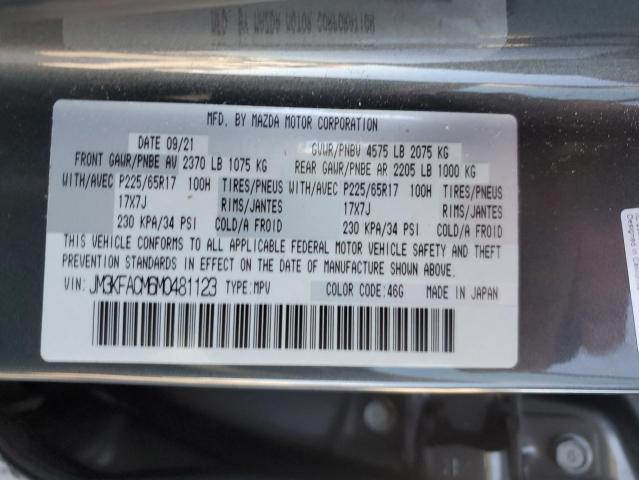 MFD. BY MAZDA MOTOR CORPORATION
DATE 09/21 GVWR/PNBV 4575 LB 2075 KG
FRONT GAWR/PNBE AV 2370 LB 1075 KG REAR GAWR/PNBE AR 2205 LB 1000 KG
WITH/AVEC P225/65R17 100H TIRES/PNEUS WITH/AVEC P225/65R17 100H TIRES/PNEUS
17X7J RIMS/JANTES 17X7J RIMS/JANTES
230 KPA/34 PSI COLD/A FROID 230 KPA/34 PSI COLD/A FROID
THIS VEHICLE CONFORMS TO ALL APPLICABLE FEDERAL MOTOR VEHICLE SAFETY AND THEFT
PREVENTION STANDARDS IN EFFECT ON THE DATE OF MANUFACTURE SHOWN ABOVE.
VIN: JM3KFACM6M0481123 TYPE: MPV COLOR CODE: 46G MADE IN JAPAN